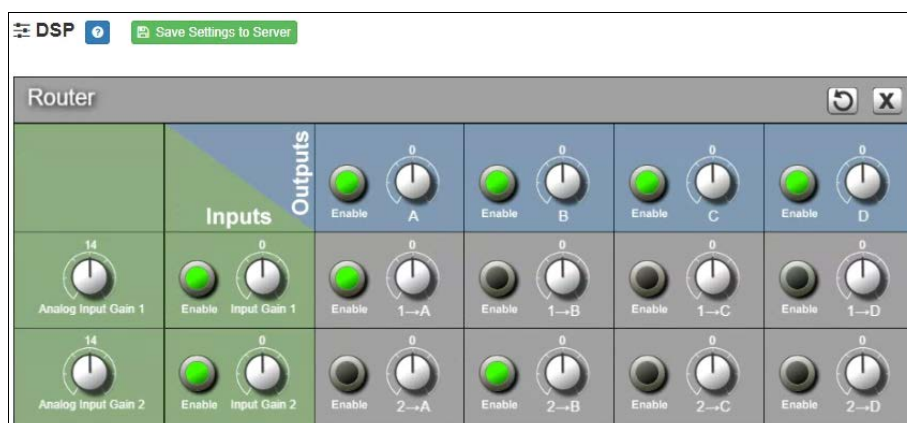 DSP ? Save Settings to Server
Router X
Outputs
Inputs
0 0 0 0
Enable A Enable B Enable C Enable D
14 0 0 0 0 0
Analog Input Gain 1 Enable Input Gain 1 Enable 1→A Enable 1→B Enable 1→C Enable 1→D
14 0 0 0 0 0
Analog Input Gain 2 Enable Input Gain 2 Enable 2→A Enable 2→B Enable 2→C Enable 2→D